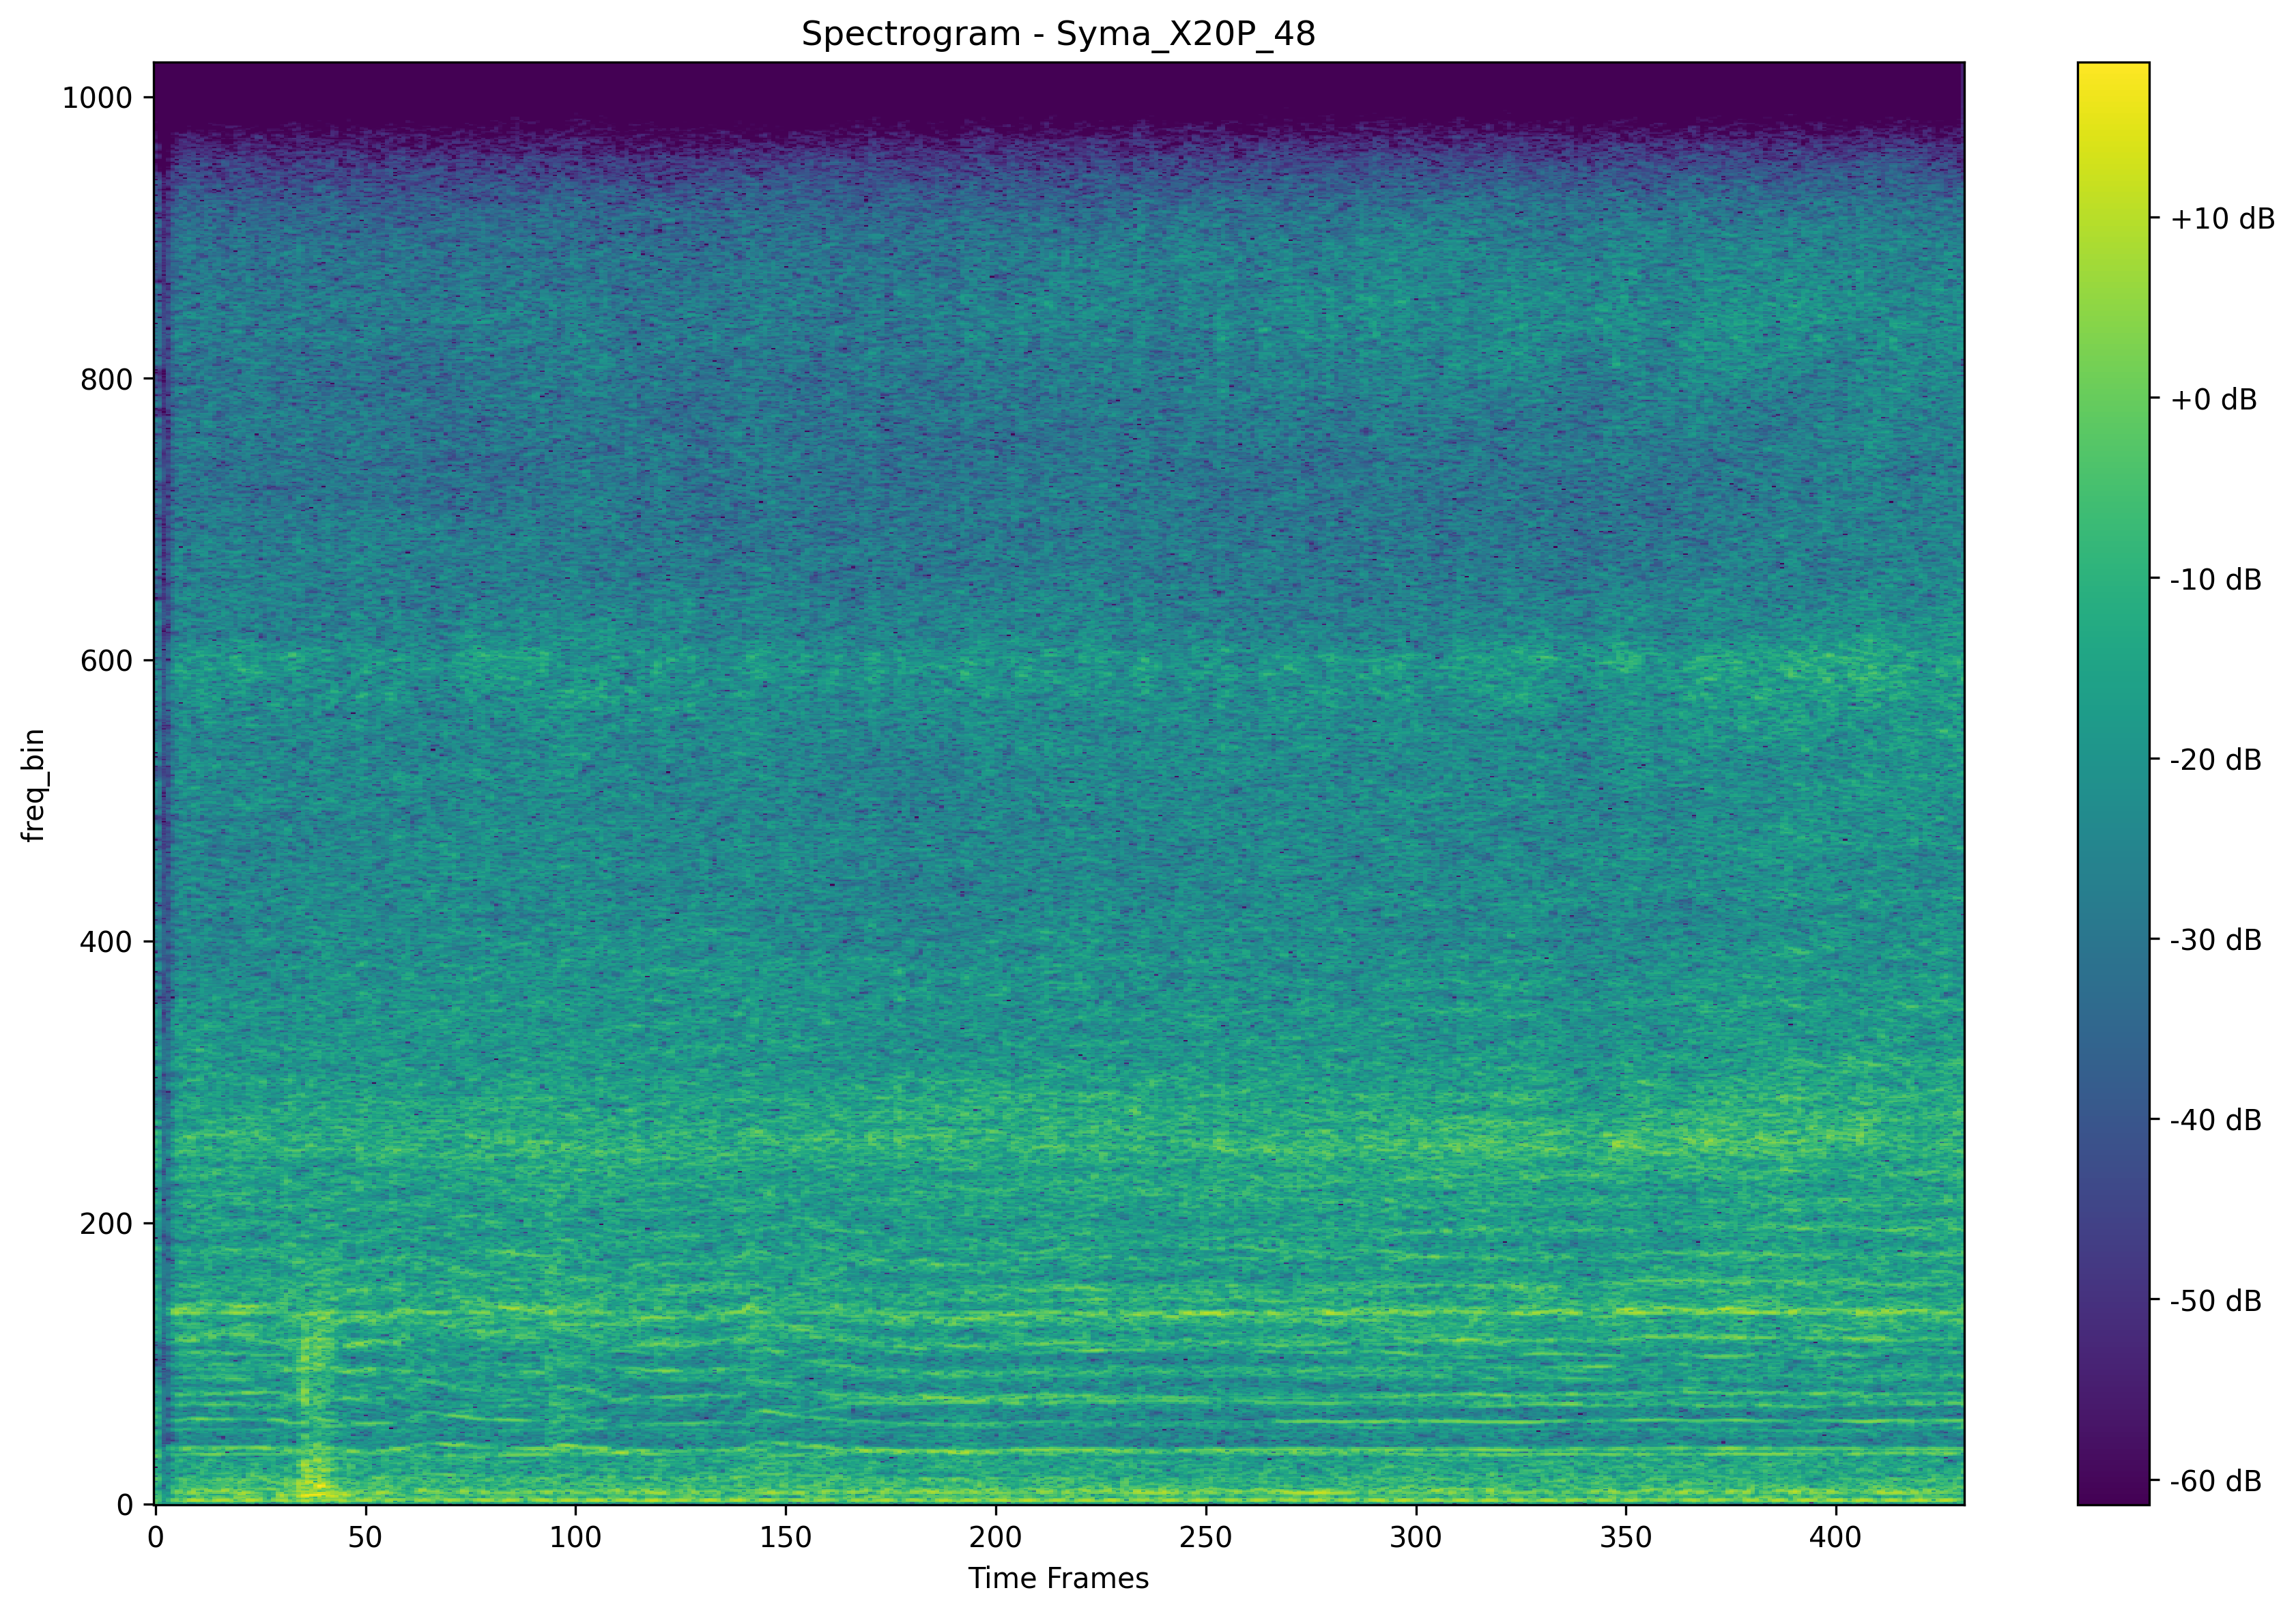 Spectrogram - Syma_X20P_48
1000
800
600
400
200
0
freq_bin
0 50 100 150 200 250 300 350 400
Time Frames
+10 dB
+0 dB
-10 dB
-20 dB
-30 dB
-40 dB
-50 dB
-60 dB